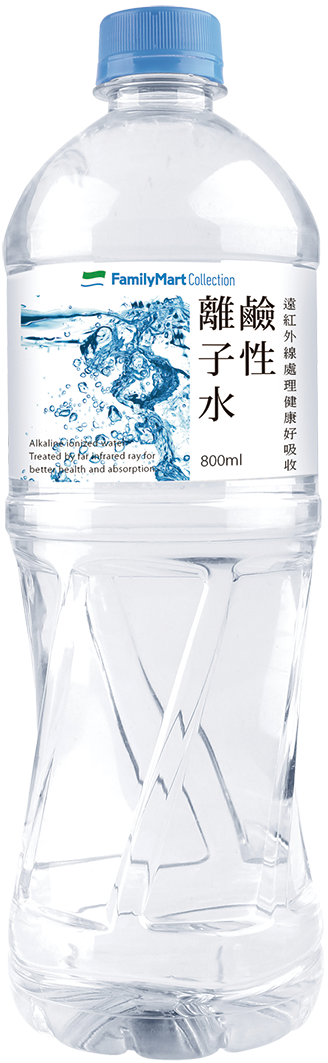 FamilyMart Collection
遠紅外線處理健康好吸收
鹼性
離子水
800ml
Alkaline ionized water
Treated by far infrared ray for
better health and absorption